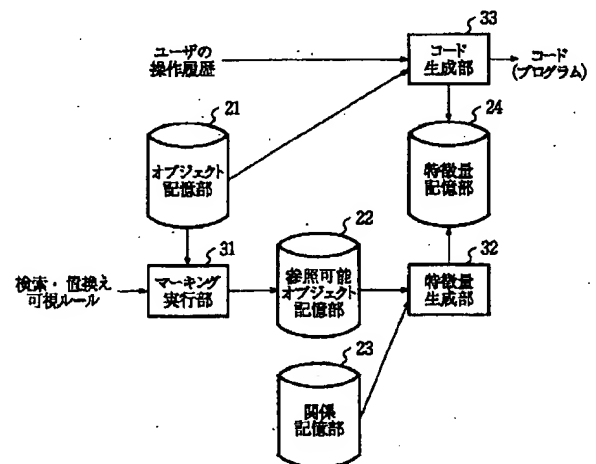 33
ユーザの
操作履歴
コード
生成部
コード
(プログラム)
21
24
オブジェクト
記憶部
特徴量
記憶部
22
31
32
検索・置換え
可視ルール
マーキング
実行部
参照可能
オブジェクト
記憶部
特徴量
生成部
23
関係
記憶部